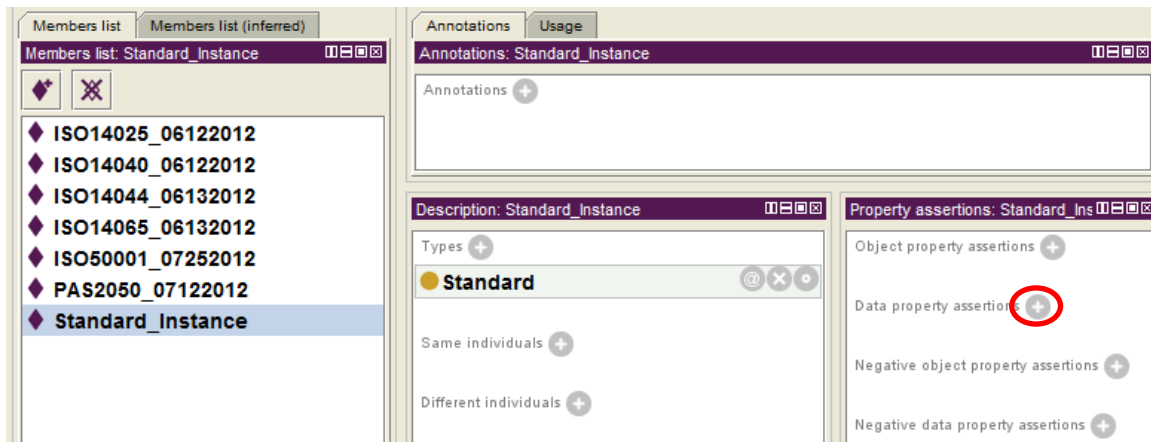 Members list
Members list (inferred)
Members list: Standard_Instance
ISO14025_06122012
ISO14040_06122012
ISO14044_06132012
ISO14065_06132012
ISO50001_07252012
PAS2050_07122012
Standard_Instance
Annotations
Usage
Annotations: Standard_Instance
Annotations
Description: Standard_Instance
Types
Standard
Same individuals
Different individuals
Property assertions: Standard_Ins
Object property assertions
Data property assertions
Negative object property assertions
Negative data property assertions